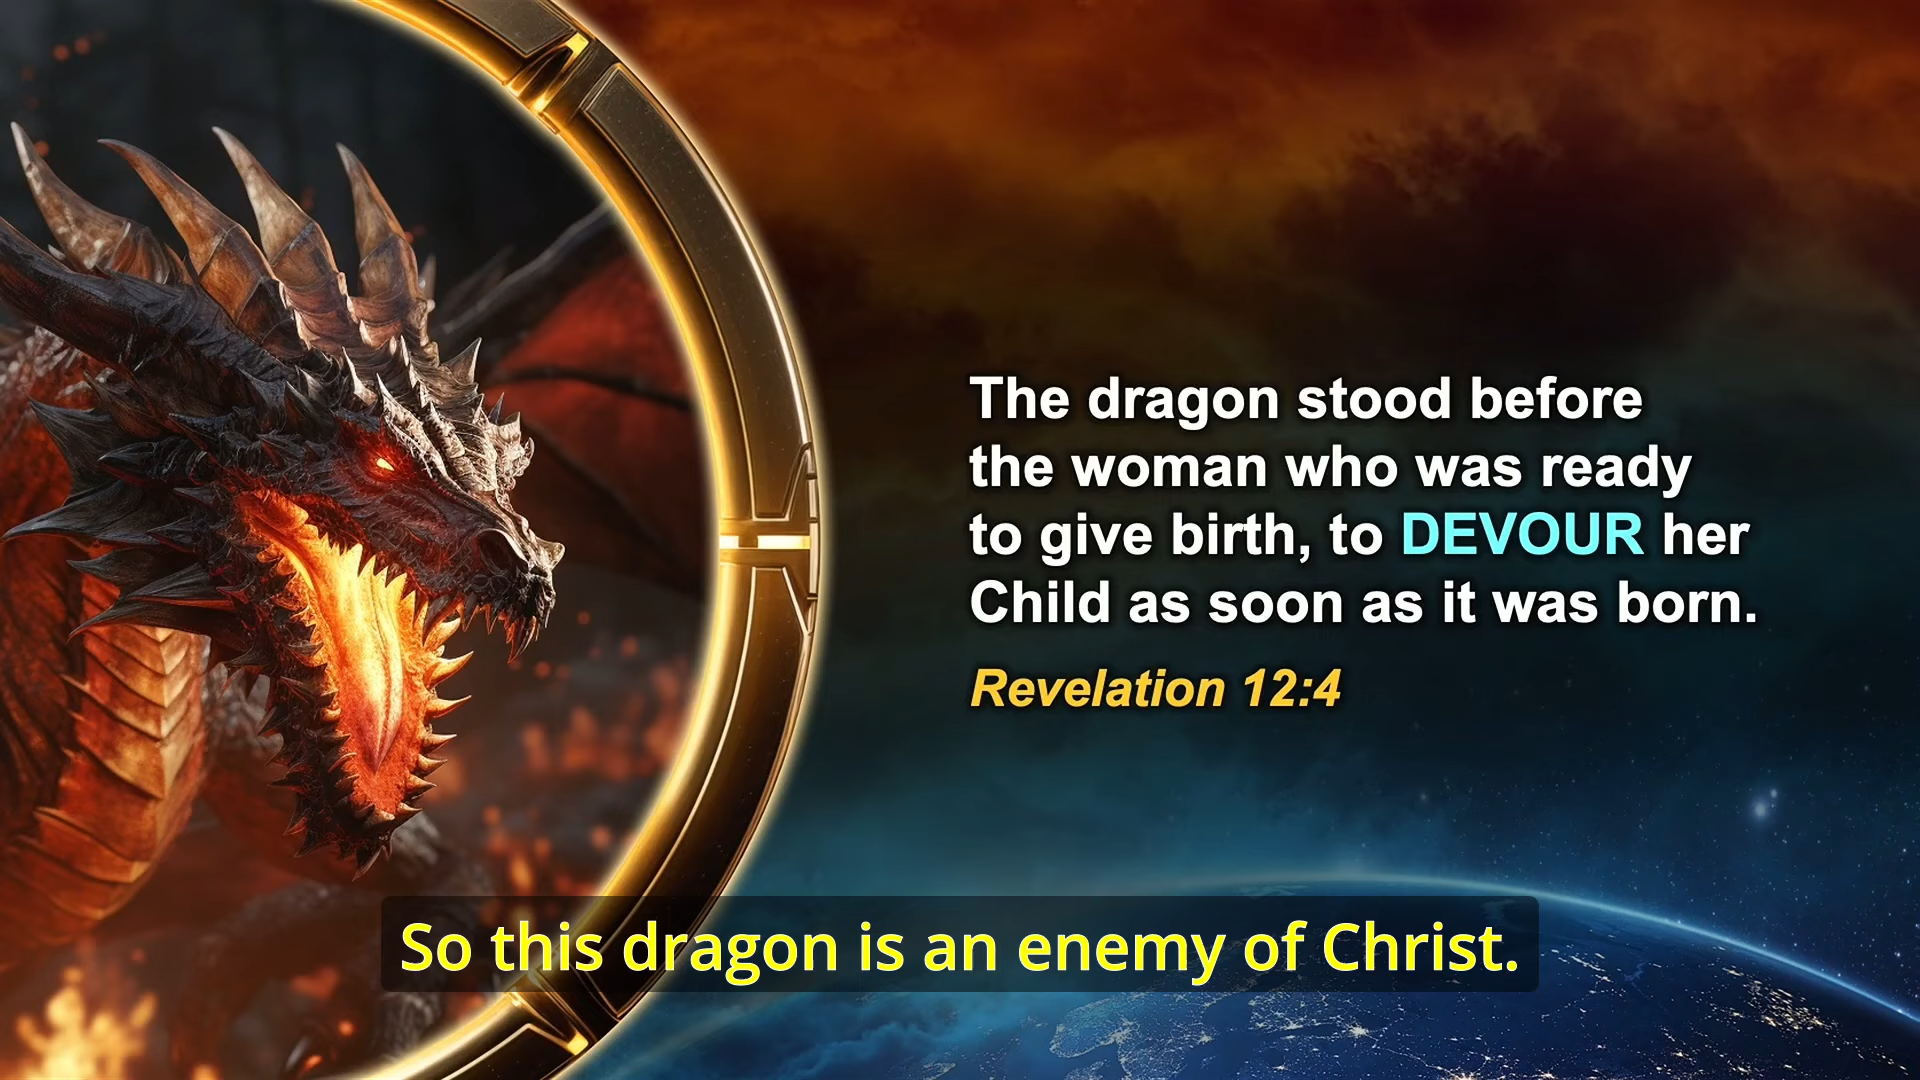 The dragon stood before
the woman who was ready
to give birth, to DEVOUR her
Child as soon as it was born.
Revelation 12:4
So this dragon is an enemy of Christ.